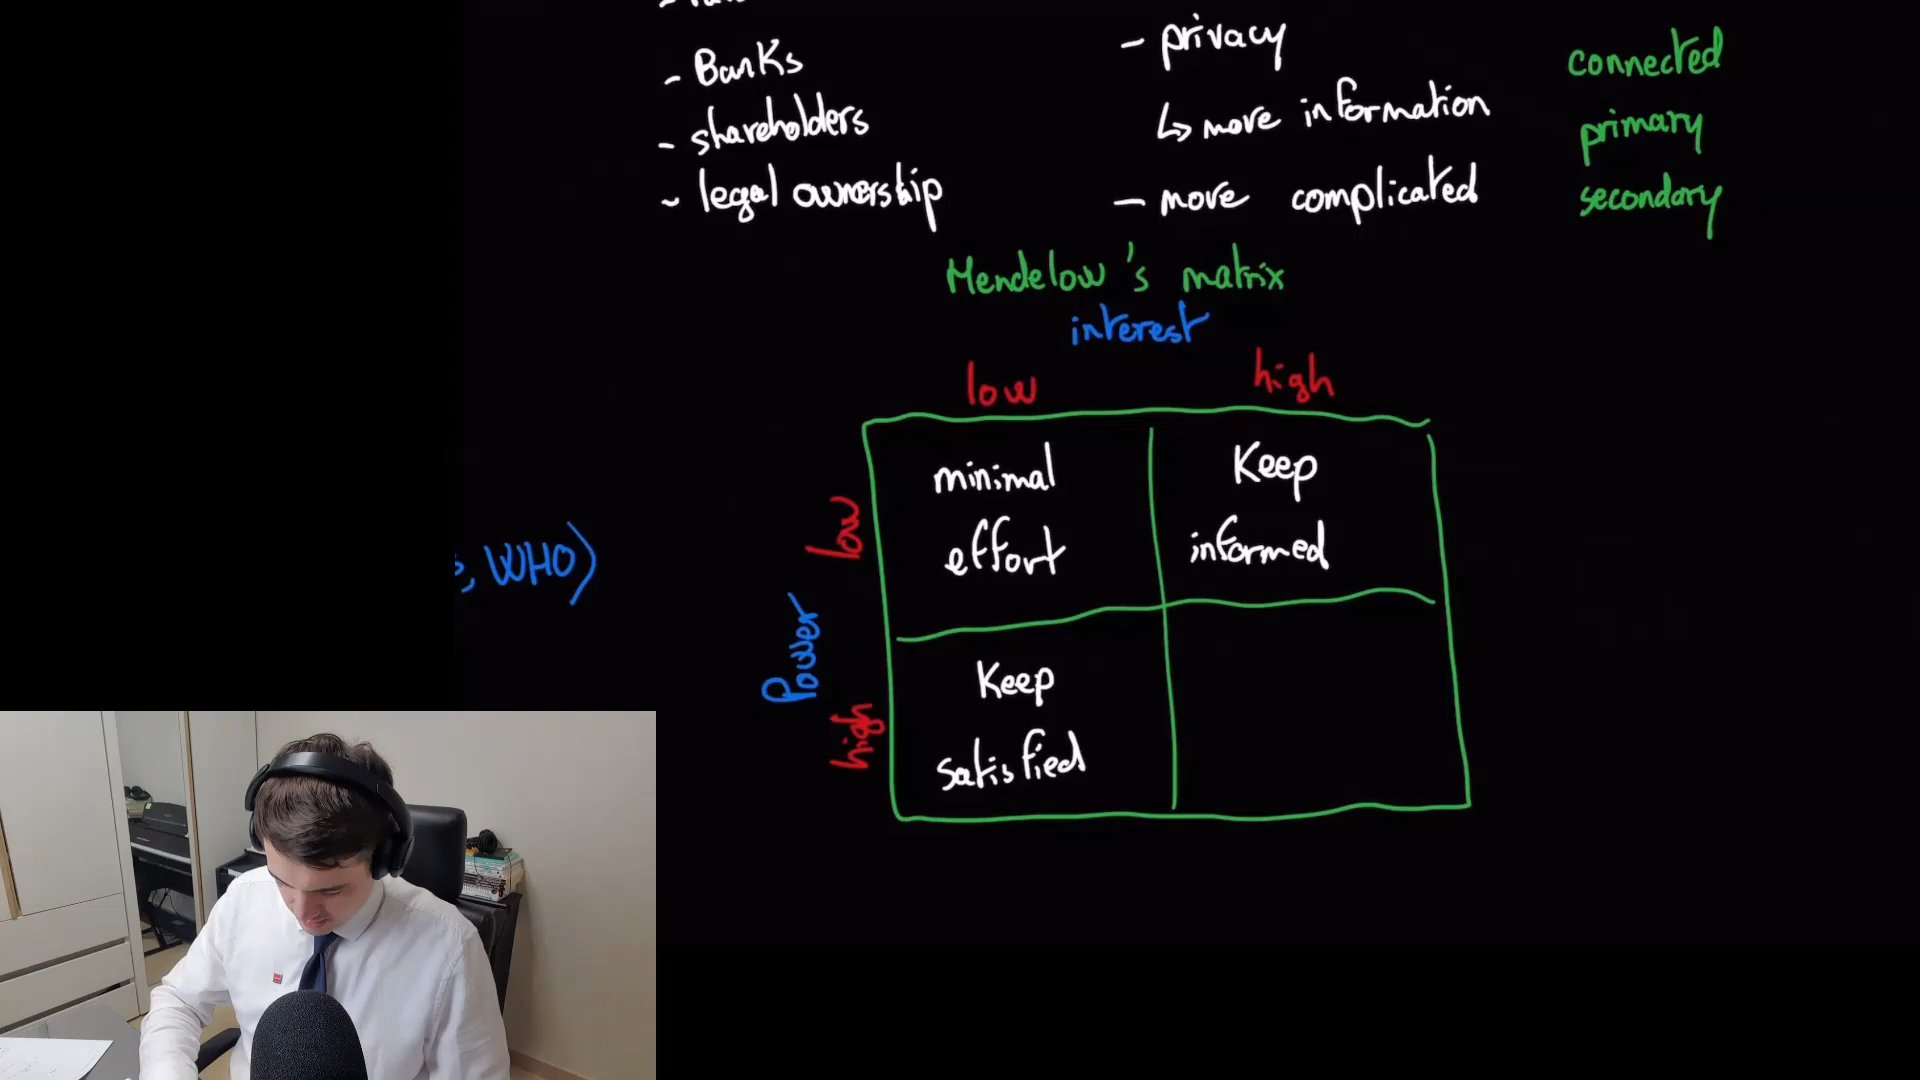 - Banks
- shareholders
- legal ownership
- privacy
↳ more information
- more complicated
connected
primary
secondary
Mendelow's matrix
interest
low
high
Power
low
high
minimal
effort
Keep
informed
Keep
satisfied
, WHO)